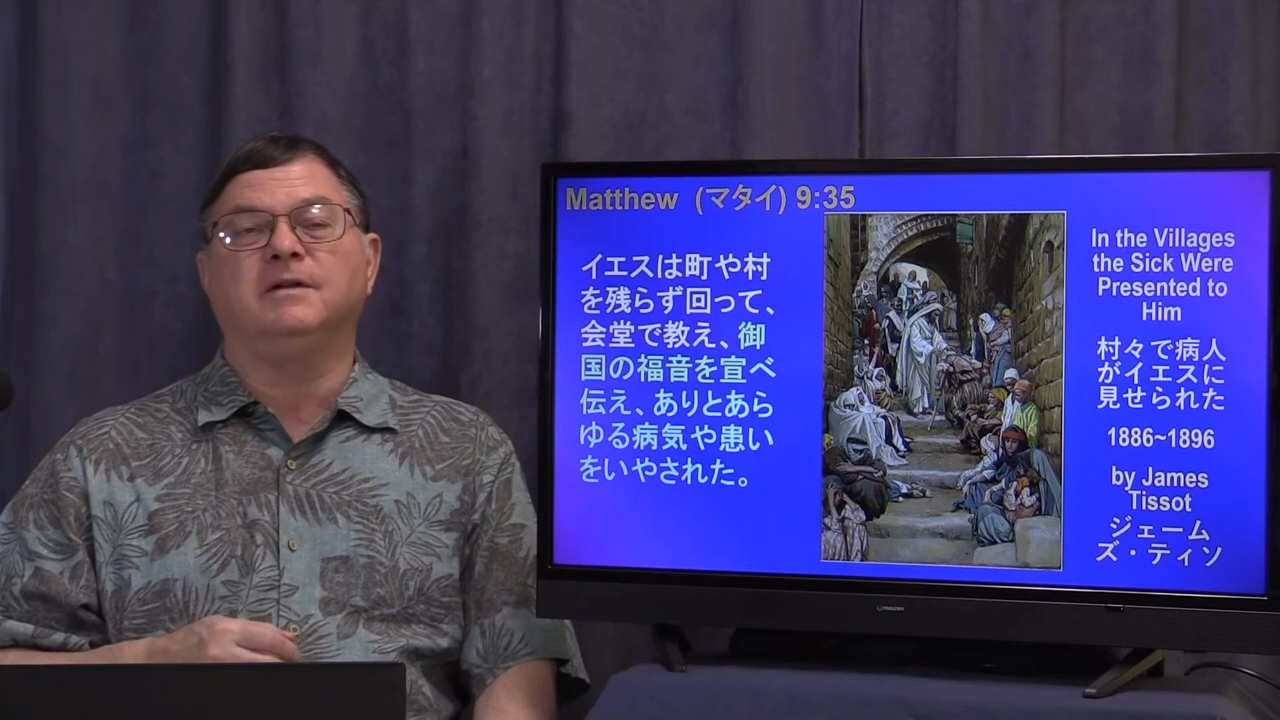 Matthew (マタイ) 9:35
イエスは町や村
を残らず回って、
会堂で教え、御
国の福音を宣べ
伝え、ありとあら
ゆる病気や患い
をいやされた。
In the Villages
the Sick Were
Presented to
Him
村々で病人
がイエスに
見せられた
1886~1896
by James
Tissot
ジェーム
ズ・ティソ